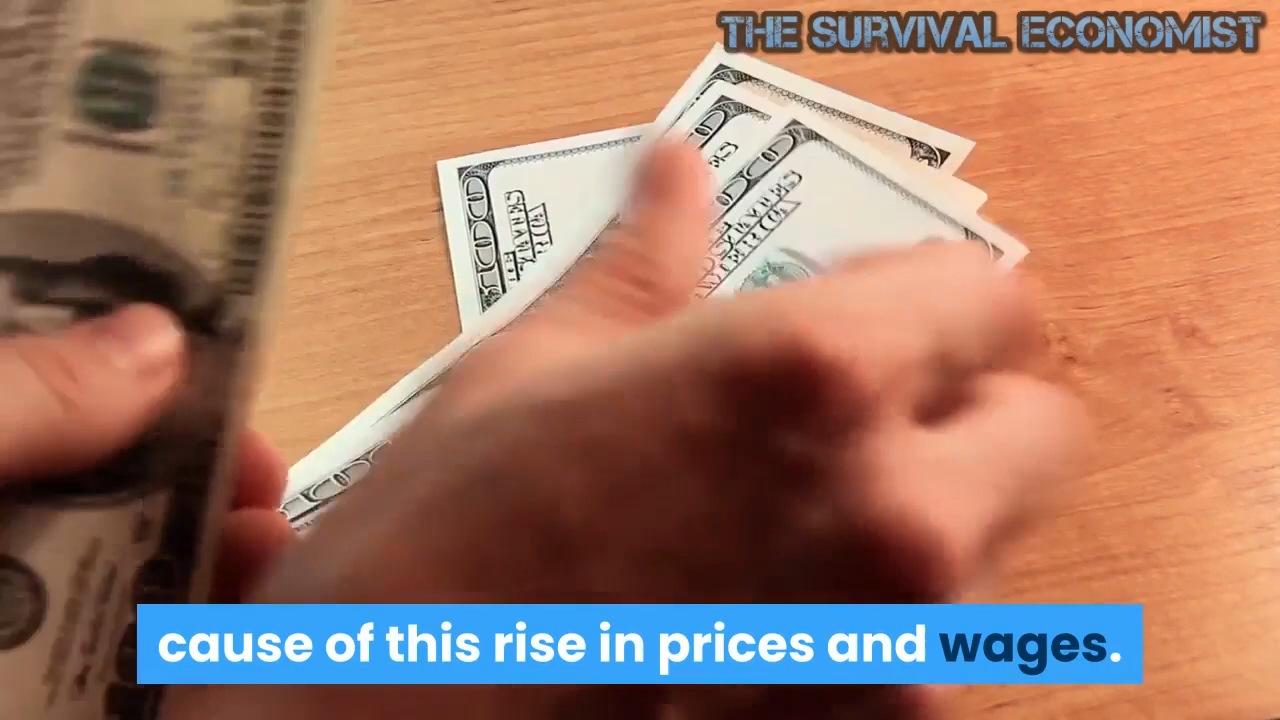 THE SURVIVAL ECONOMIST
cause of this rise in prices and wages.